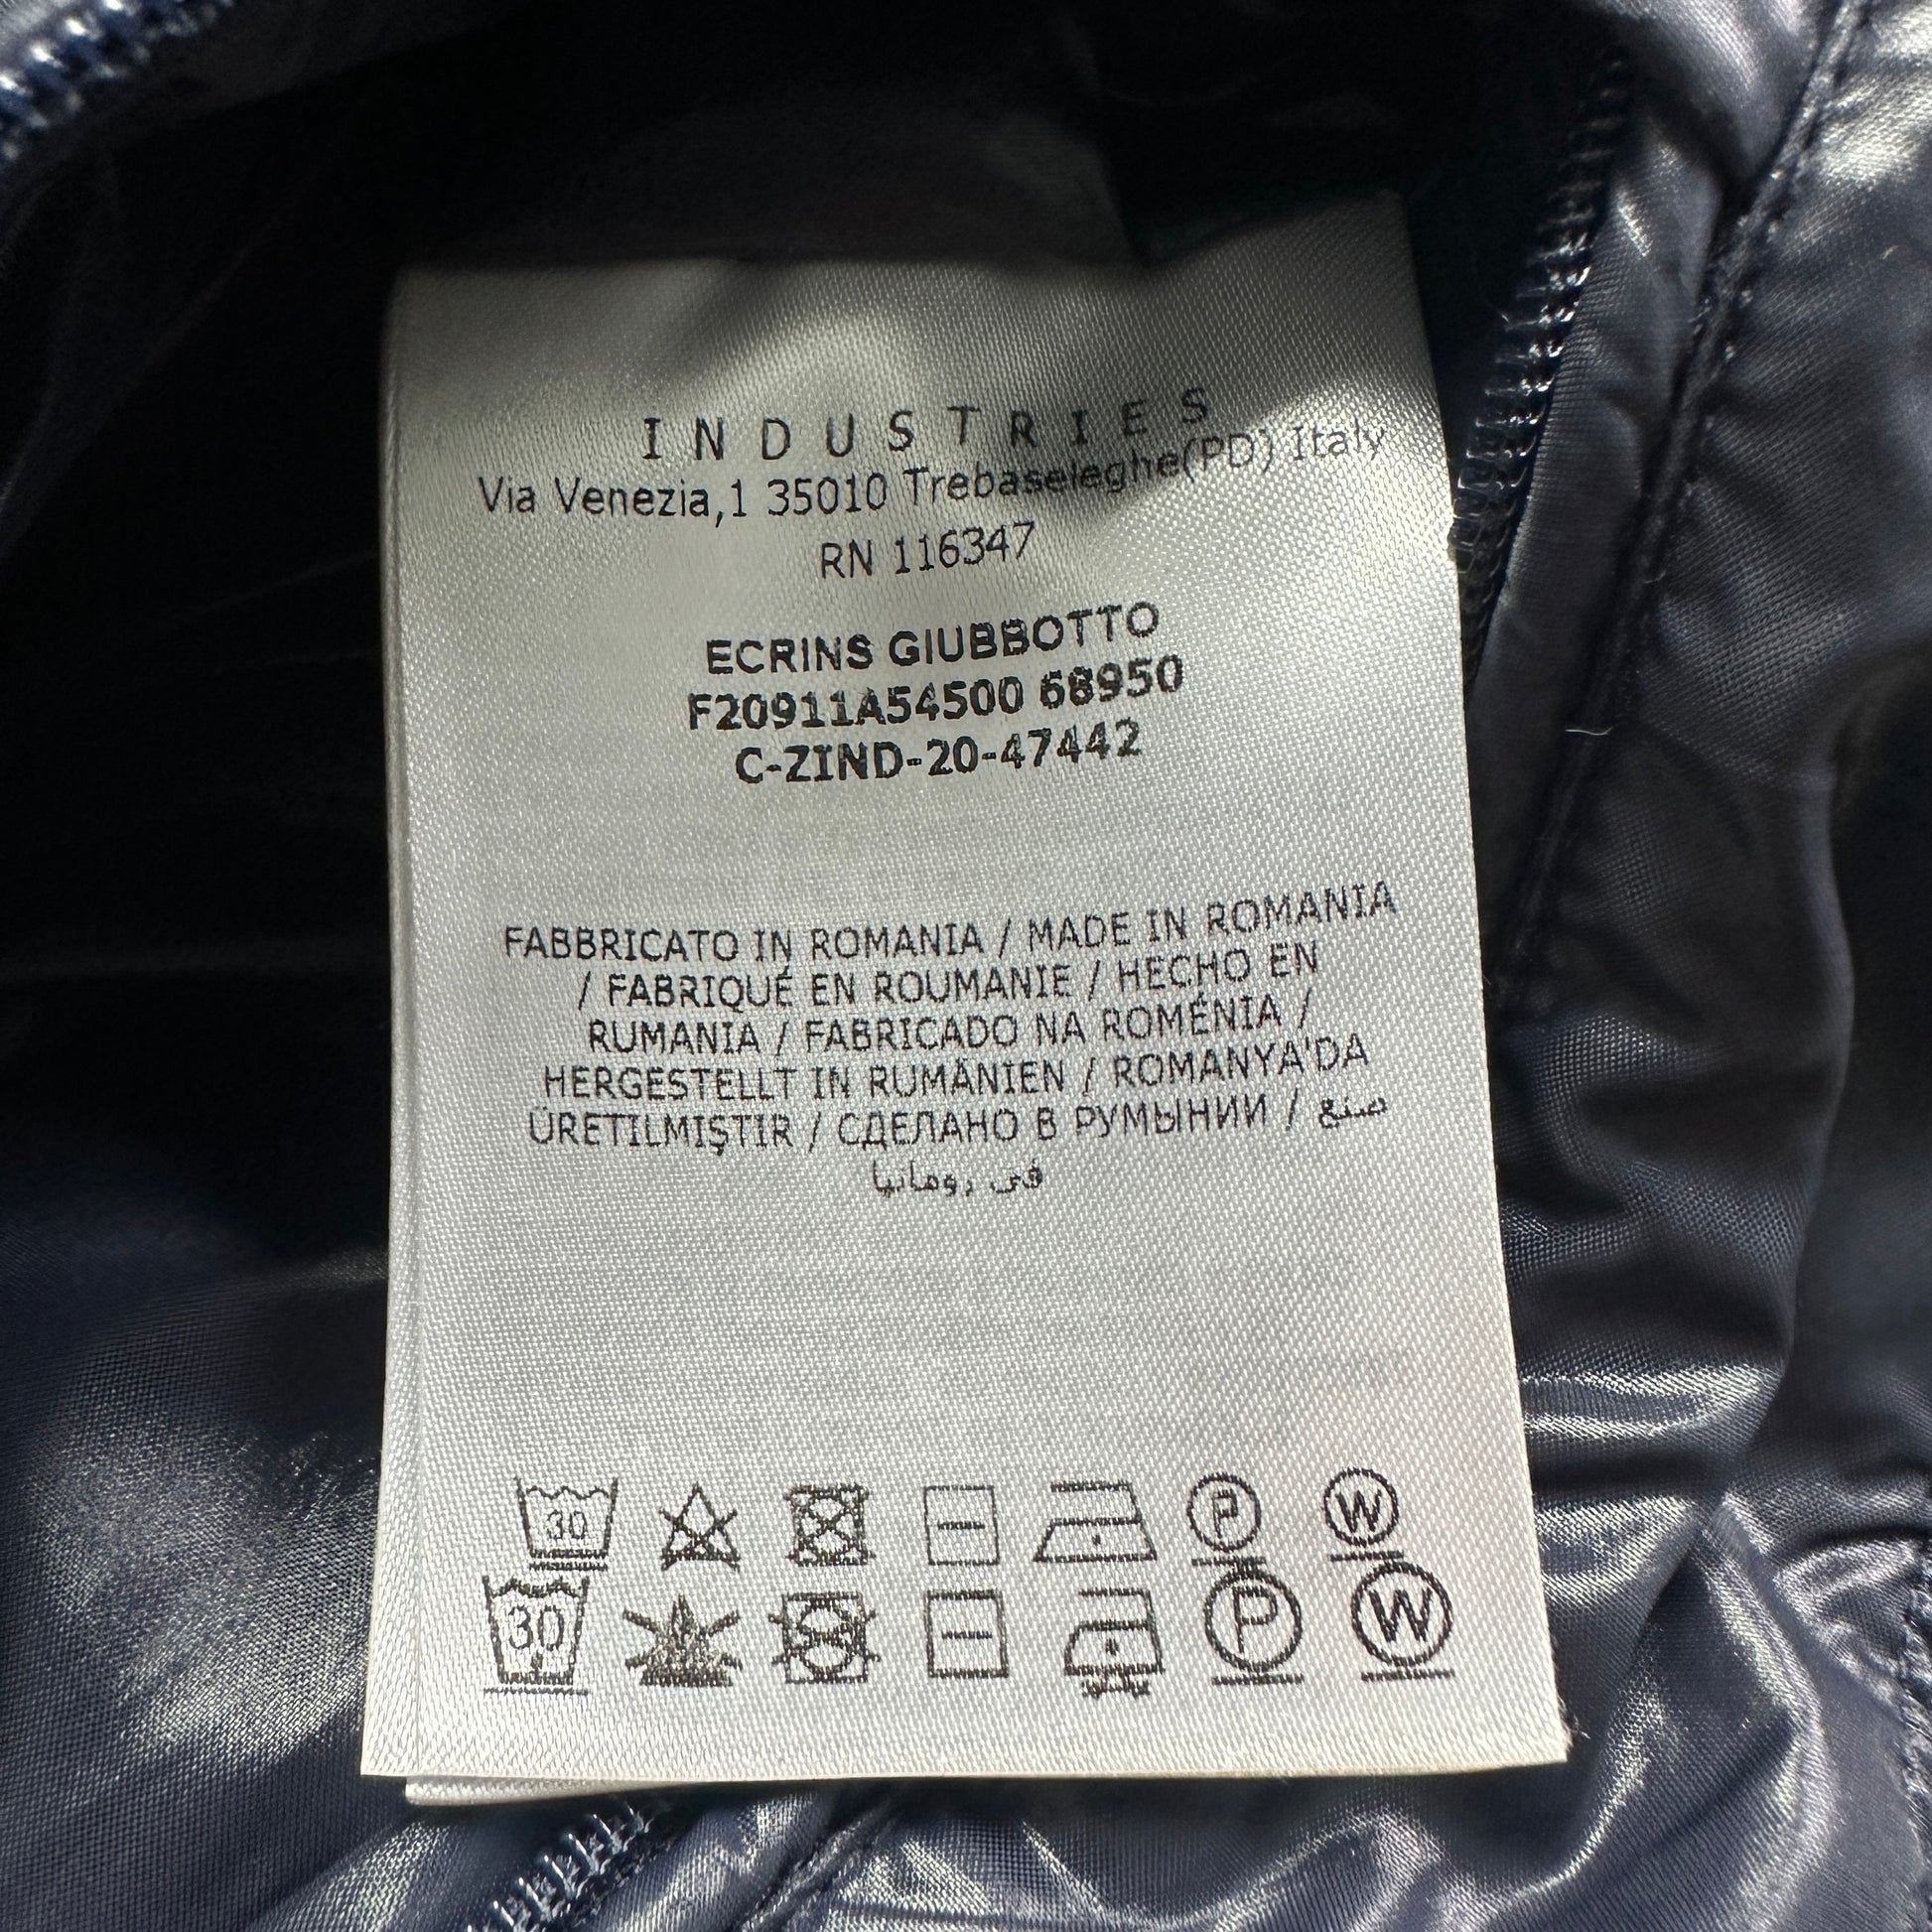 INDUSTRIES
Via Venezia,1 35010 Trebaseleghe(PD) Italy
RN 116347
ECRINS GIUBBOTTO
F20911A54500 68950
C-ZIND-20-47442
FABBRICATO IN ROMANIA / MADE IN ROMANIA
/ FABRIQUÉ EN ROUMANIE / HECHO EN
RUMANIA / FABRICADO NA ROMÉNIA /
HERGESTELLT IN RUMÄNIEN / ROMANYA'DA
ÜRETILMIŞTIR / СДЕЛАНО В РУМЫНИИ / صنع
في رومانيا
30 P W
30 P W